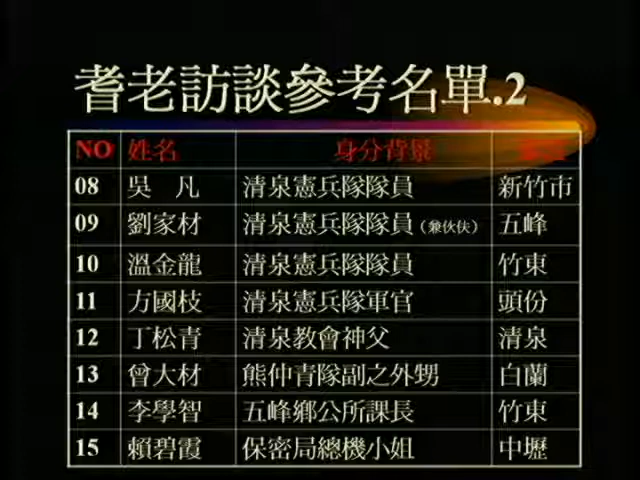 耆老訪談參考名單.2
NO 姓名 身分背景
08 吳 凡 清泉憲兵隊隊員 新竹市
09 劉家材 清泉憲兵隊隊員(兼伙伕) 五峰
10 溫金龍 清泉憲兵隊隊員 竹東
11 方國枝 清泉憲兵隊軍官 頭份
12 丁松青 清泉教會神父 清泉
13 曾大材 熊仲青隊副之外甥 白蘭
14 李學智 五峰鄉公所課長 竹東
15 賴碧霞 保密局總機小姐 中壢